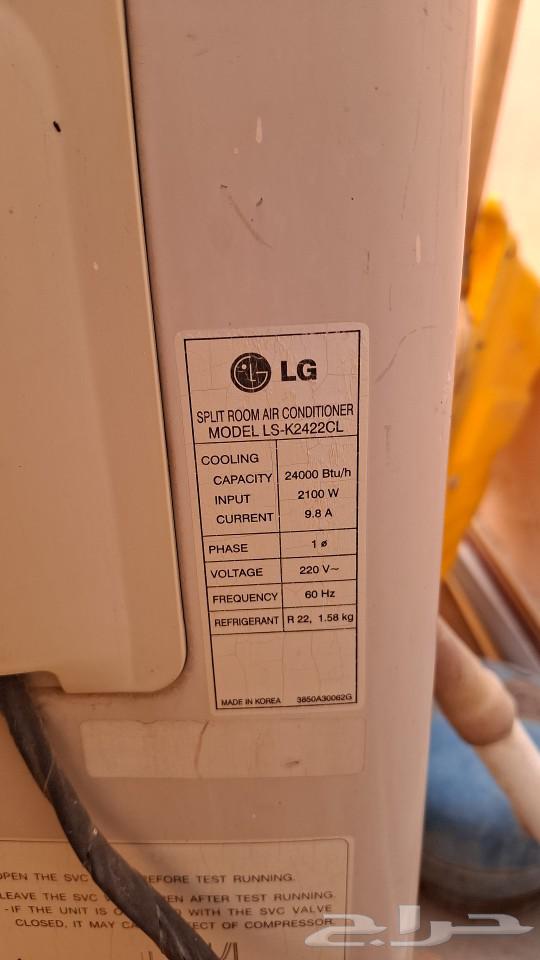 LG
SPLIT ROOM AIR CONDITIONER
MODEL LS-K2422CL
COOLING
CAPACITY 24000 Btu/h
INPUT 2100 W
CURRENT 9.8 A
PHASE 1 ø
VOLTAGE 220 V~
FREQUENCY 60 Hz
REFRIGERANT R 22, 1.58 kg
MADE IN KOREA 3850A30062G
OPEN THE SVC BEFORE TEST RUNNING.
LEAVE THE SVC OPEN AFTER TEST RUNNING
- IF THE UNIT IS WITH THE SVC VALVE
CLOSED, IT MAY OF COMPRESSOR.
حراج